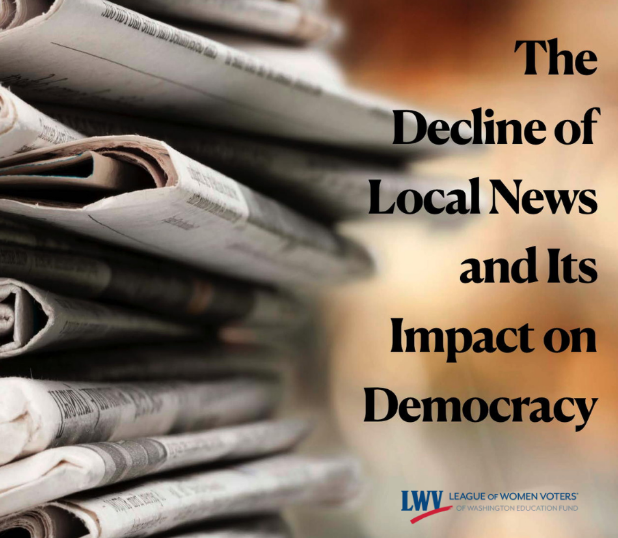 The
Decline of
Local News
and Its
Impact on
Democracy
LWV LEAGUE OF WOMEN VOTERS®
OF WASHINGTON EDUCATION FUND